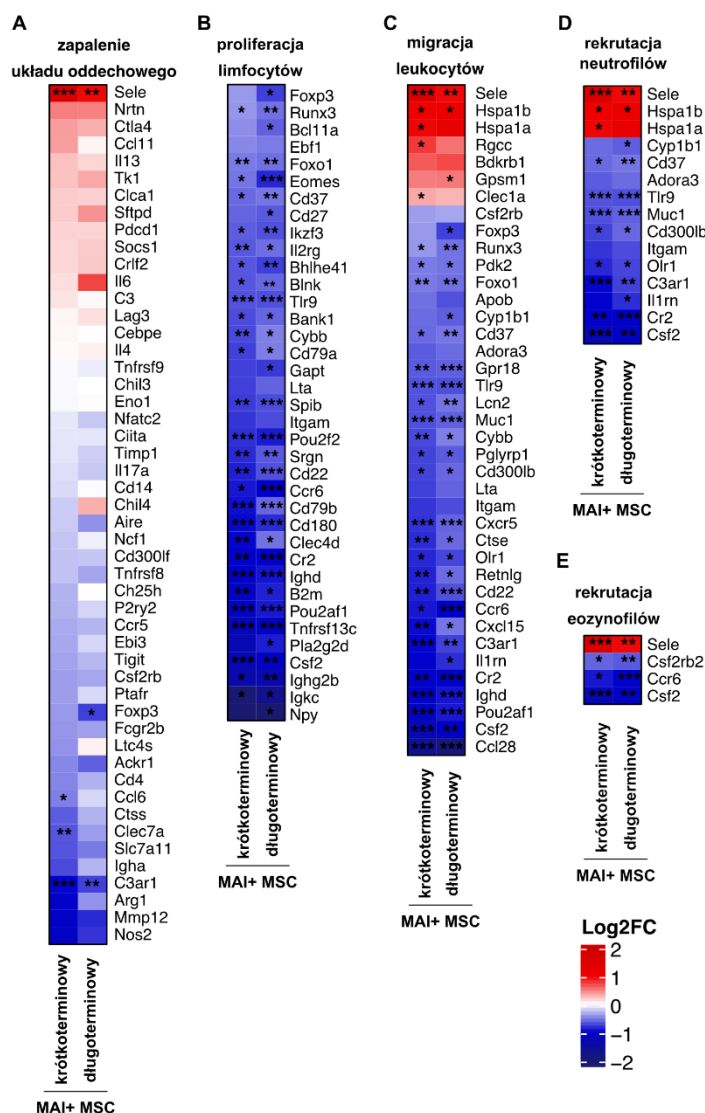 A
zapalenie
układu oddechowego
*** ** Sele
Nrtn
Ctla4
Ccl11
Il13
Tk1
Clca1
Sftpd
Pdcd1
Socs1
Crlf2
Il6
C3
Lag3
Cebpe
Il4
Tnfrsf9
Chil3
Eno1
Nfatc2
Ciita
Timp1
Il17a
Cd14
Chil4
Aire
Ncf1
Cd300lf
Tnfrsf8
Ch25h
P2ry2
Ccr5
Ebi3
Tigit
Csf2rb
Ptafr
* Foxp3
Fcgr2b
Ltc4s
Ackr1
Cd4
* Ccl6
Ctss
** Clec7a
Slc7a11
Igha
*** ** C3ar1
Arg1
Mmp12
Nos2
krótkoterminowy
długoterminowy
MAI+ MSC
B
proliferacja
limfocytów
* Foxp3
* ** Runx3
* Bcl11a
Ebf1
** ** Foxo1
* *** Eomes
* ** Cd37
* Cd27
* ** Ikzf3
** * Il2rg
* ** Bhlhe41
* ** Blnk
*** *** Tlr9
* * Bank1
** * Cybb
* * Cd79a
* Gapt
Lta
** *** Spib
Itgam
*** *** Pou2f2
** ** Srgn
** *** Cd22
* *** Ccr6
*** ** Cd79b
*** *** Cd180
** * Clec4d
** *** Cr2
*** *** Ighd
** * B2m
*** *** Pou2af1
*** *** Tnfrsf13c
* Pla2g2d
*** ** Csf2
* ** Ighg2b
* * Igkc
* Npy
krótkoterminowy
długoterminowy
MAI+ MSC
C
migracja
leukocytów
*** ** Sele
* * Hspa1b
* Hspa1a
* Rgcc
Bdkrb1
* Gpsm1
* Clec1a
Csf2rb
* Foxp3
* ** Runx3
* * Pdk2
** ** Foxo1
Apob
* Cyp1b1
* ** Cd37
Adora3
** *** Gpr18
*** *** Tlr9
* ** Lcn2
*** *** Muc1
** * Cybb
* * Pglyrp1
* * Cd300lb
Lta
Itgam
*** *** Cxcr5
** * Ctse
* * Olr1
** * Retnlg
** *** Cd22
* *** Ccr6
** * Cxcl15
*** ** C3ar1
* Il1rn
** *** Cr2
*** *** Ighd
*** *** Pou2af1
*** ** Csf2
*** *** Ccl28
krótkoterminowy
długoterminowy
MAI+ MSC
D
rekrutacja
neutrofilów
*** ** Sele
* * Hspa1b
* Hspa1a
* Cyp1b1
* ** Cd37
Adora3
*** *** Tlr9
*** *** Muc1
* * Cd300lb
Itgam
* * Olr1
*** ** C3ar1
* Il1rn
** *** Cr2
*** ** Csf2
krótkoterminowy
długoterminowy
MAI+ MSC
E
rekrutacja
eozynofilów
*** ** Sele
* ** Csf2rb2
* *** Ccr6
*** ** Csf2
krótkoterminowy
długoterminowy
MAI+ MSC
Log2FC
2
1
0
−1
−2